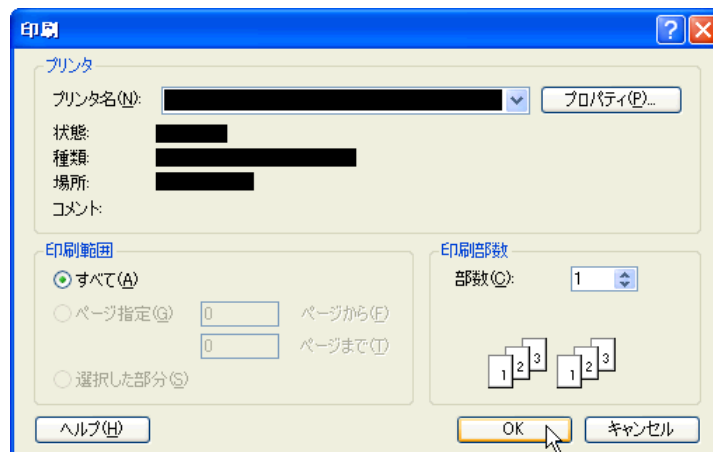 印刷
プリンタ
プリンタ名(N): プロパティ(P)...
状態:
種類:
場所:
コメント:
印刷範囲
すべて(A)
ページ指定(G) 0 ページから(F)
0 ページまで(T)
選択した部分(S)
印刷部数
部数(C): 1
1 2 3 1 2 3
ヘルプ(H) OK キャンセル